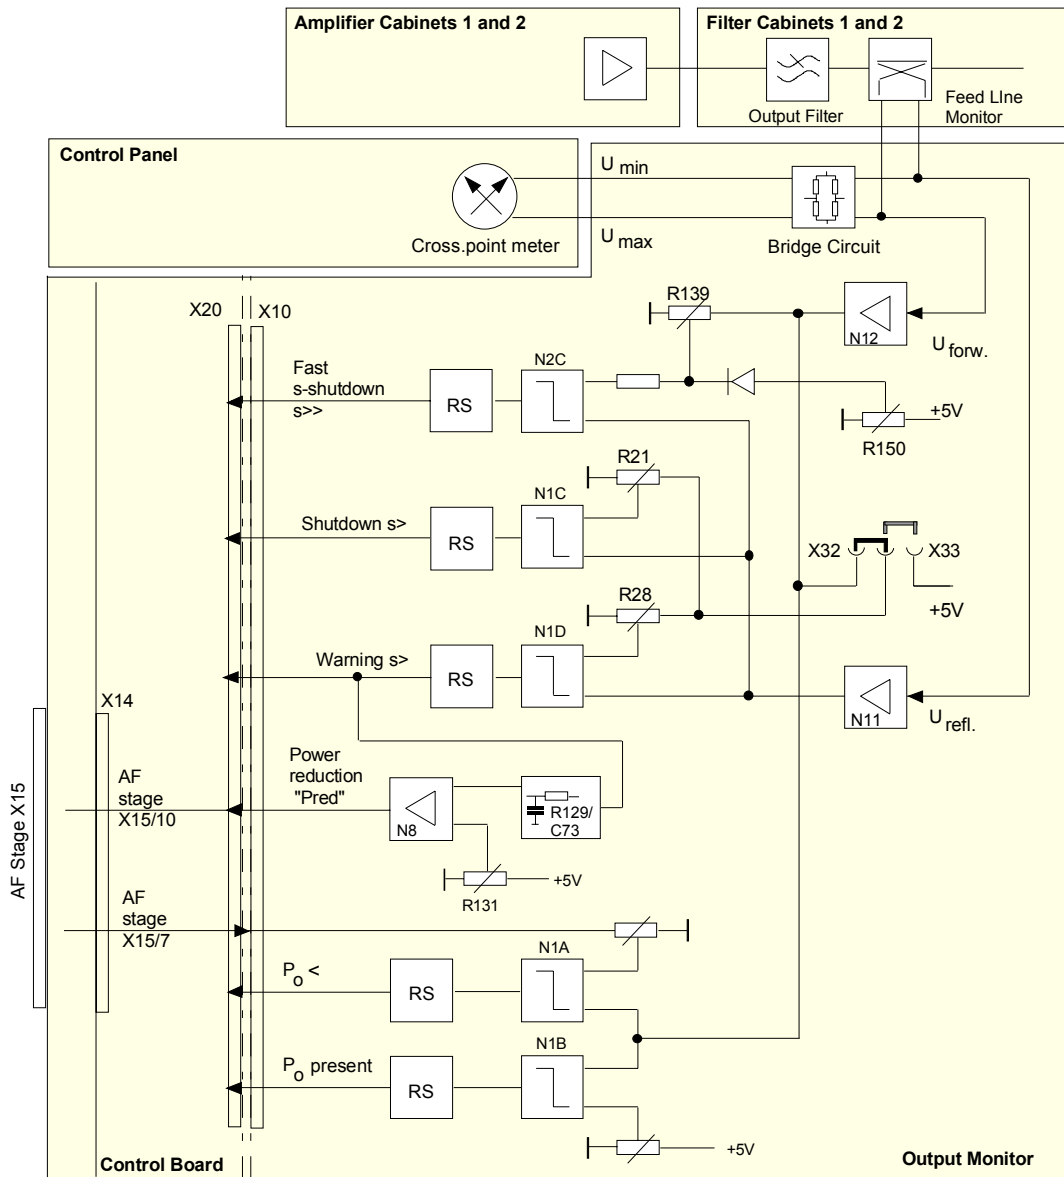 Amplifier Cabinets 1 and 2
Filter Cabinets 1 and 2
Output Filter
Feed LIne
Monitor
Control Panel
U min
U max
Cross.point meter
Bridge Circuit
X20
X10
R139
N12
U forw.
Fast
s-shutdown
s>>
RS
N2C
+5V
R150
R21
N1C
Shutdown s>
RS
X32
X33
+5V
R28
N1D
Warning s>
RS
N11
U refl.
X14
Power
reduction
"Pred"
AF
stage
X15/10
N8
R129/
C73
AF Stage X15
+5V
R131
AF
stage
X15/7
N1A
Po <
RS
N1B
Po present
RS
+5V
Control Board
Output Monitor